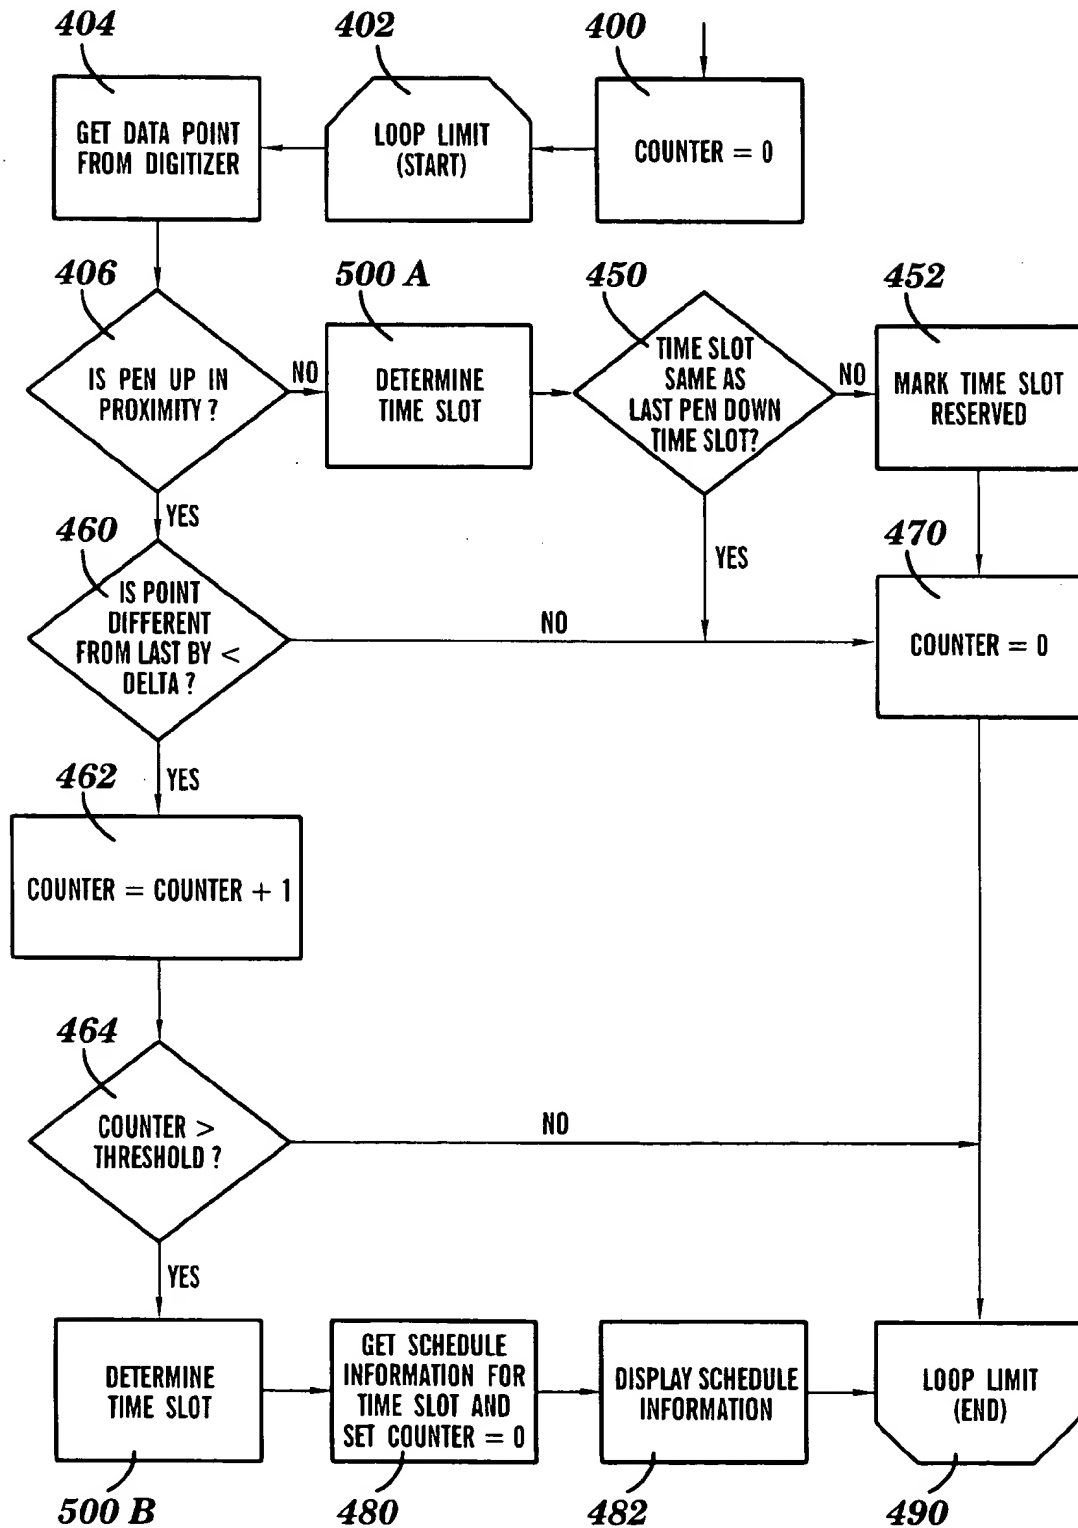 404
402
400
GET DATA POINT
FROM DIGITIZER
LOOP LIMIT
(START)
COUNTER = 0
406
500 A
450
452
IS PEN UP IN
PROXIMITY?
NO
DETERMINE
TIME SLOT
TIME SLOT
SAME AS
LAST PEN DOWN
TIME SLOT?
NO
MARK TIME SLOT
RESERVED
YES
460
YES
470
IS POINT
DIFFERENT
FROM LAST BY <
DELTA?
NO
COUNTER = 0
YES
462
COUNTER = COUNTER + 1
464
COUNTER >
THRESHOLD?
NO
YES
DETERMINE
TIME SLOT
GET SCHEDULE
INFORMATION FOR
TIME SLOT AND
SET COUNTER = 0
DISPLAY SCHEDULE
INFORMATION
LOOP LIMIT
(END)
500 B
480
482
490